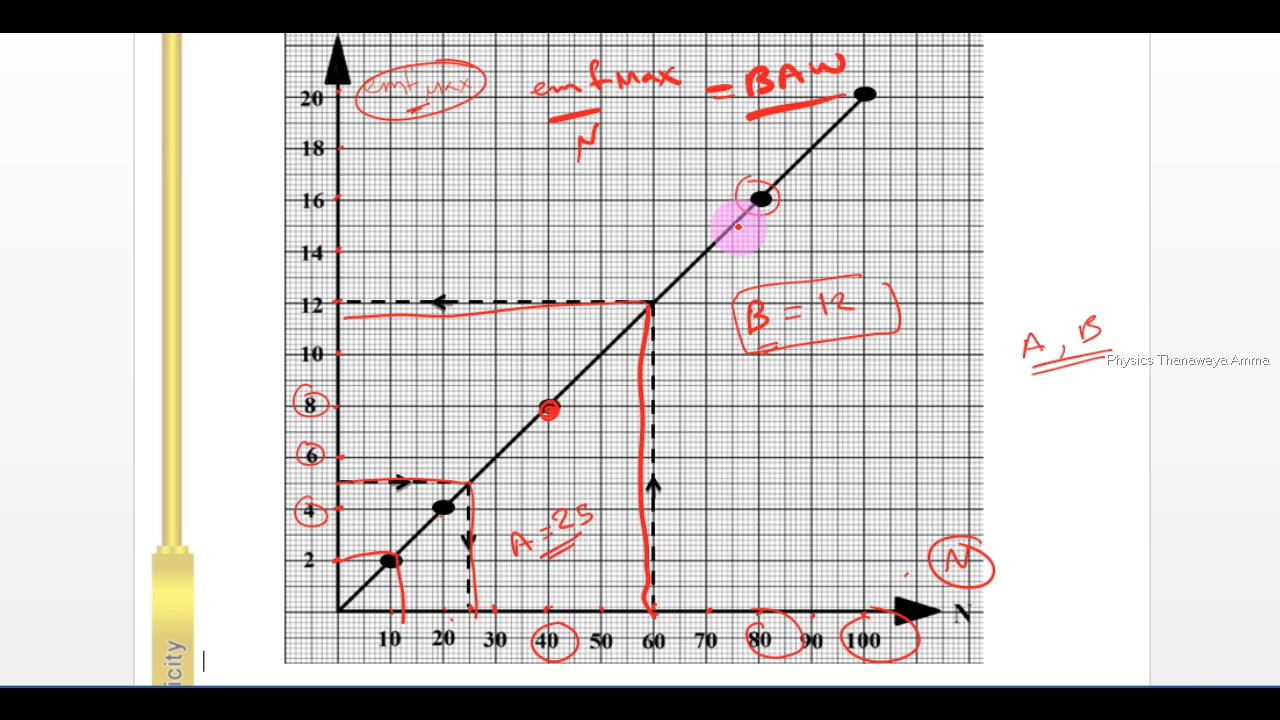 emf max
emf Max = BAW
N
20
18
16
14
12
10
8
6
4
2
B = 12
A = 25
A , B
Physics Thanaweya Amma
N
N
10 20 30 40 50 60 70 80 90 100
icity